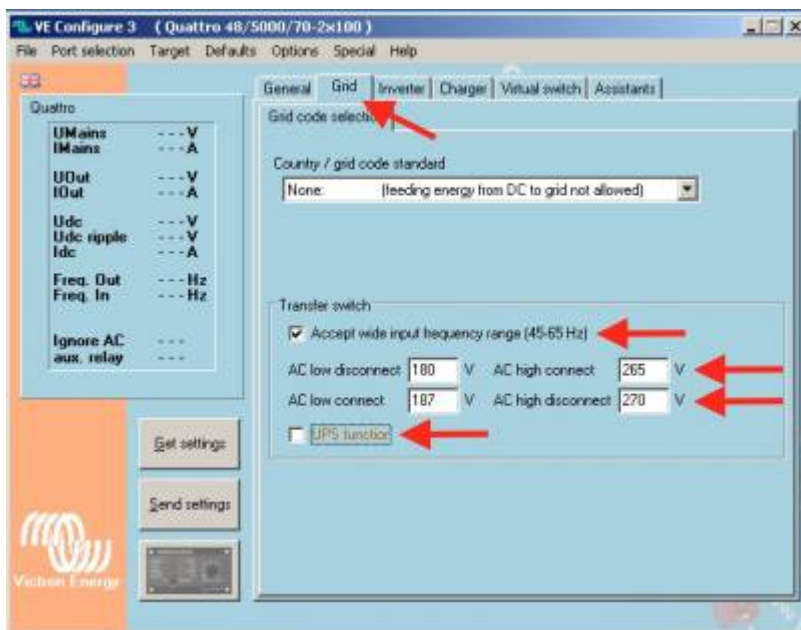 VE Configure 3 ( Quattro 48/5000/70-2x100 )
File Port selection Target Defaults Options Special Help
General Grid Inverter Charger Virtual switch Assistants
Quattro
UMains ---V
IMains ---A
UOut ---V
IOut ---A
Udc ---V
Udc ripple ---V
Idc ---A
Freq. Out ---Hz
Freq. In ---Hz
Ignore AC ---
aux. relay ---
Get settings
Send settings
Victron Energy
Grid code selection
Country / grid code standard
None: (feeding energy from DC to grid not allowed)
Transfer switch
Accept wide input frequency range (45-65 Hz)
AC low disconnect 180 V AC high connect 265 V
AC low connect 187 V AC high disconnect 270 V
UPS function